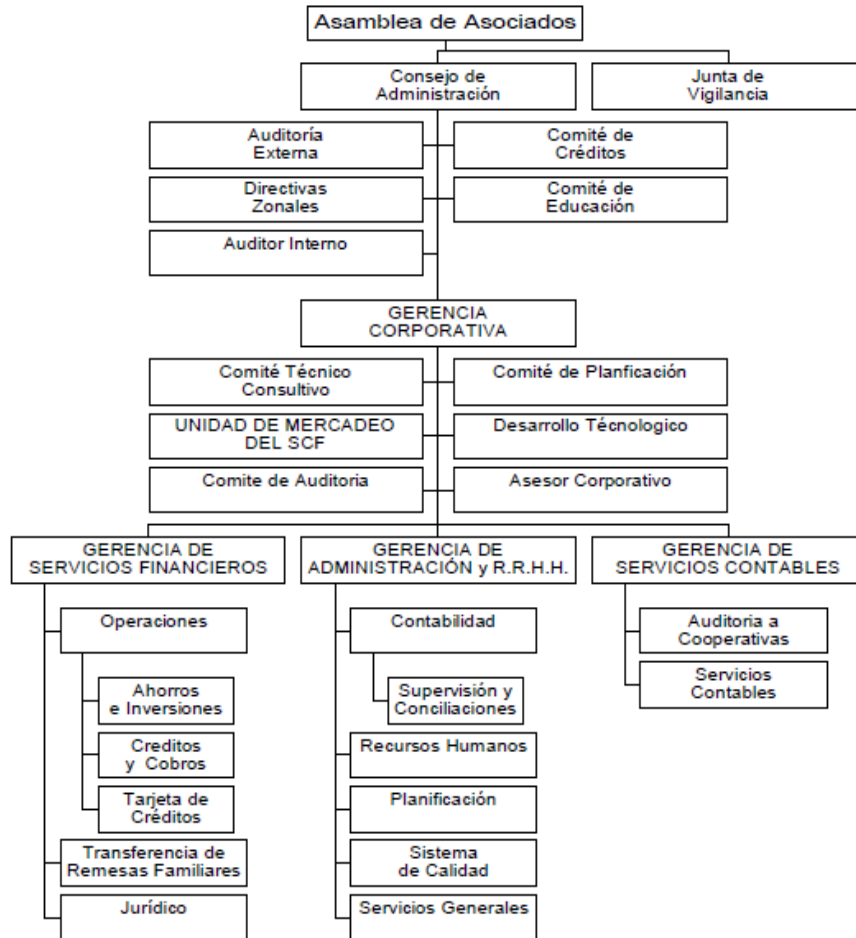 Asamblea de Asociados
Consejo de
Administración
Junta de
Vigilancia
Auditoría
Externa
Comité de
Créditos
Directivas
Zonales
Comité de
Educación
Auditor Interno
GERENCIA
CORPORATIVA
Comité Técnico
Consultivo
Comité de Planficación
UNIDAD DE MERCADEO
DEL SCF
Desarrollo Técnologico
Comite de Auditoria
Asesor Corporativo
GERENCIA DE
SERVICIOS FINANCIEROS
GERENCIA DE
ADMINISTRACIÓN y R.R.H.H.
GERENCIA DE
SERVICIOS CONTABLES
Operaciones
Ahorros
e Inversiones
Creditos
y Cobros
Tarjeta de
Créditos
Transferencia de
Remesas Familiares
Jurídico
Contabilidad
Supervisión y
Conciliaciones
Recursos Humanos
Planificación
Sistema
de Calidad
Servicios Generales
Auditoria a
Cooperativas
Servicios
Contables